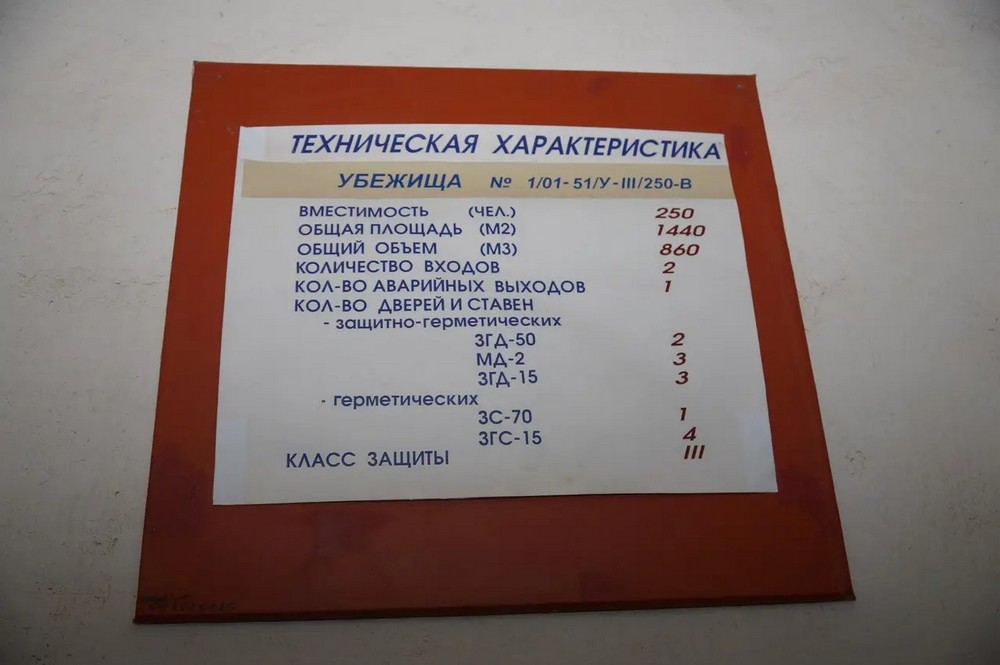 ТЕХНИЧЕСКАЯ ХАРАКТЕРИСТИКА
УБЕЖИЩА № 1/01-51/У-III/250-В
ВМЕСТИМОСТЬ (ЧЕЛ.) 250
ОБЩАЯ ПЛОЩАДЬ (М2) 1440
ОБЩИЙ ОБЪЕМ (М3) 860
КОЛИЧЕСТВО ВХОДОВ 2
КОЛ-ВО АВАРИЙНЫХ ВЫХОДОВ 1
КОЛ-ВО ДВЕРЕЙ И СТАВЕН
- защитно-герметических
ЗГД-50 2
МД-2 3
ЗГД-15 3
- герметических
ЗС-70 1
ЗГС-15 4
КЛАСС ЗАЩИТЫ III